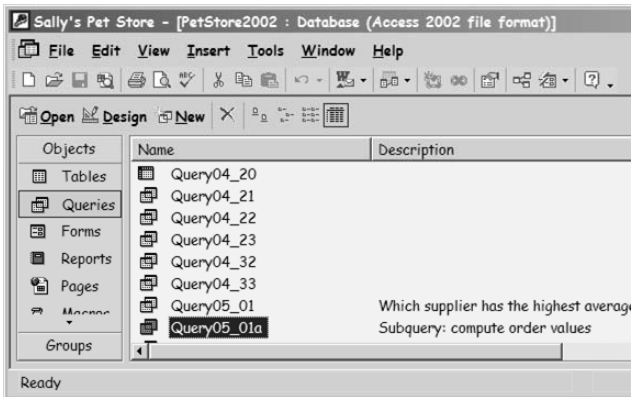 Sally's Pet Store - [PetStore2002 : Database (Access 2002 file format)]
File Edit View Insert Tools Window Help
Open Design New
Objects Name Description
Tables Query04_20
Query04_21
Queries Query04_22
Forms Query04_23
Query04_32
Reports Query04_33
Pages Query05_01 Which supplier has the highest average
Macros Query05_01a Subquery: compute order values
Groups
Ready